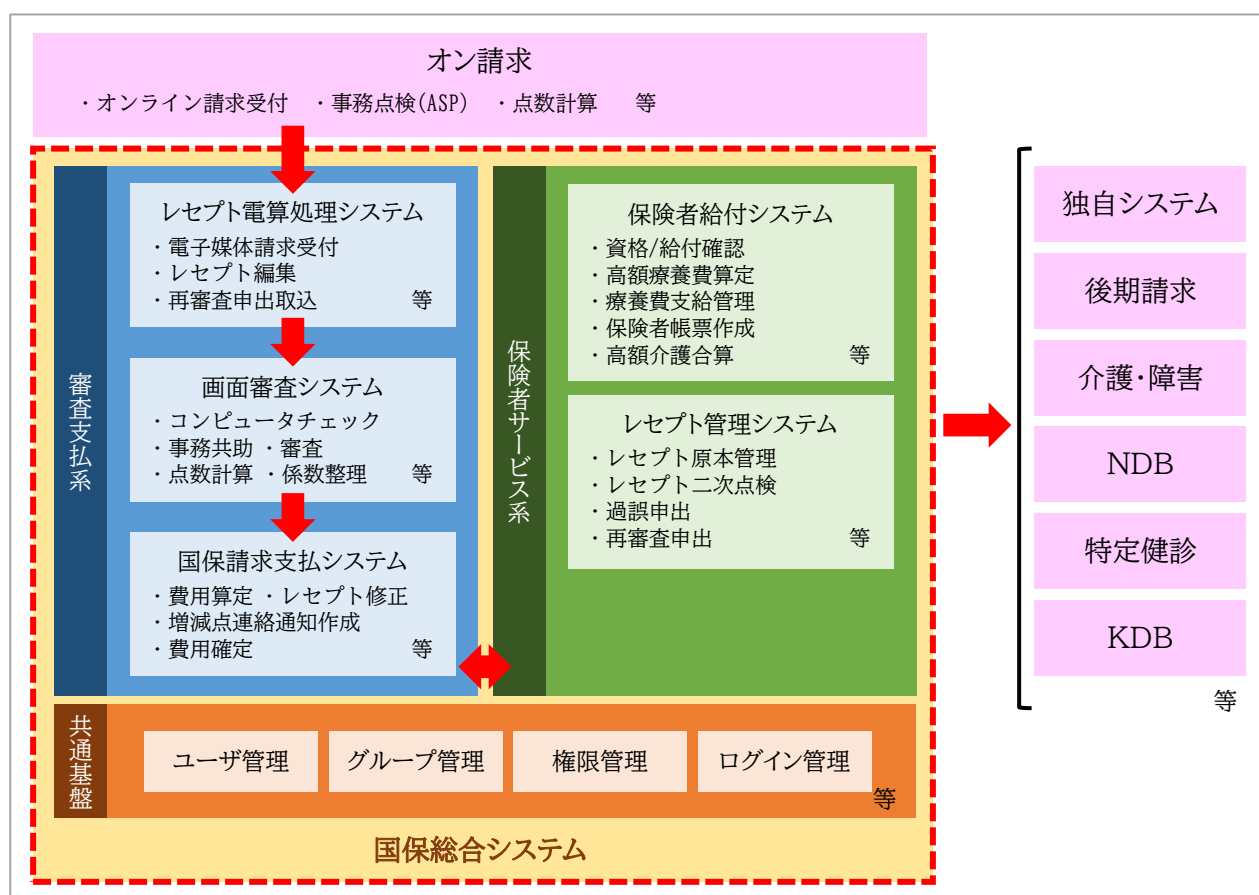 オン請求
・オンライン請求受付　・事務点検(ASP)　・点数計算　　等
審査支払系
レセプト電算処理システム
・電子媒体請求受付
・レセプト編集
・再審査申出取込　　　　等
画面審査システム
・コンピュータチェック
・事務共助 ・審査
・点数計算 ・係数整理　　等
国保請求支払システム
・費用算定 ・レセプト修正
・増減点連絡通知作成
・費用確定　　　　　　　等
保険者サービス系
保険者給付システム
・資格/給付確認
・高額療養費算定
・療養費支給管理
・保険者帳票作成
・高額介護合算　　　　　等
レセプト管理システム
・レセプト原本管理
・レセプト二次点検
・過誤申出
・再審査申出　　　　　　等
共通基盤
ユーザ管理
グループ管理
権限管理
ログイン管理
等
国保総合システム
独自システム
後期請求
介護・障害
NDB
特定健診
KDB
等